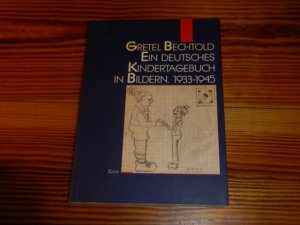 GRETEL BECHTOLD
EIN DEUTSCHES
KINDERTAGEBUCH
IN BILDERN. 1933-1945